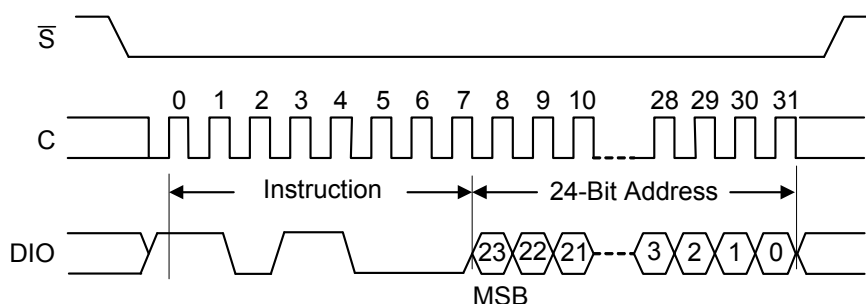 S̅
0 1 2 3 4 5 6 7 8 9 10 28 29 30 31
C
Instruction 24-Bit Address
DIO 23 22 21 3 2 1 0
MSB